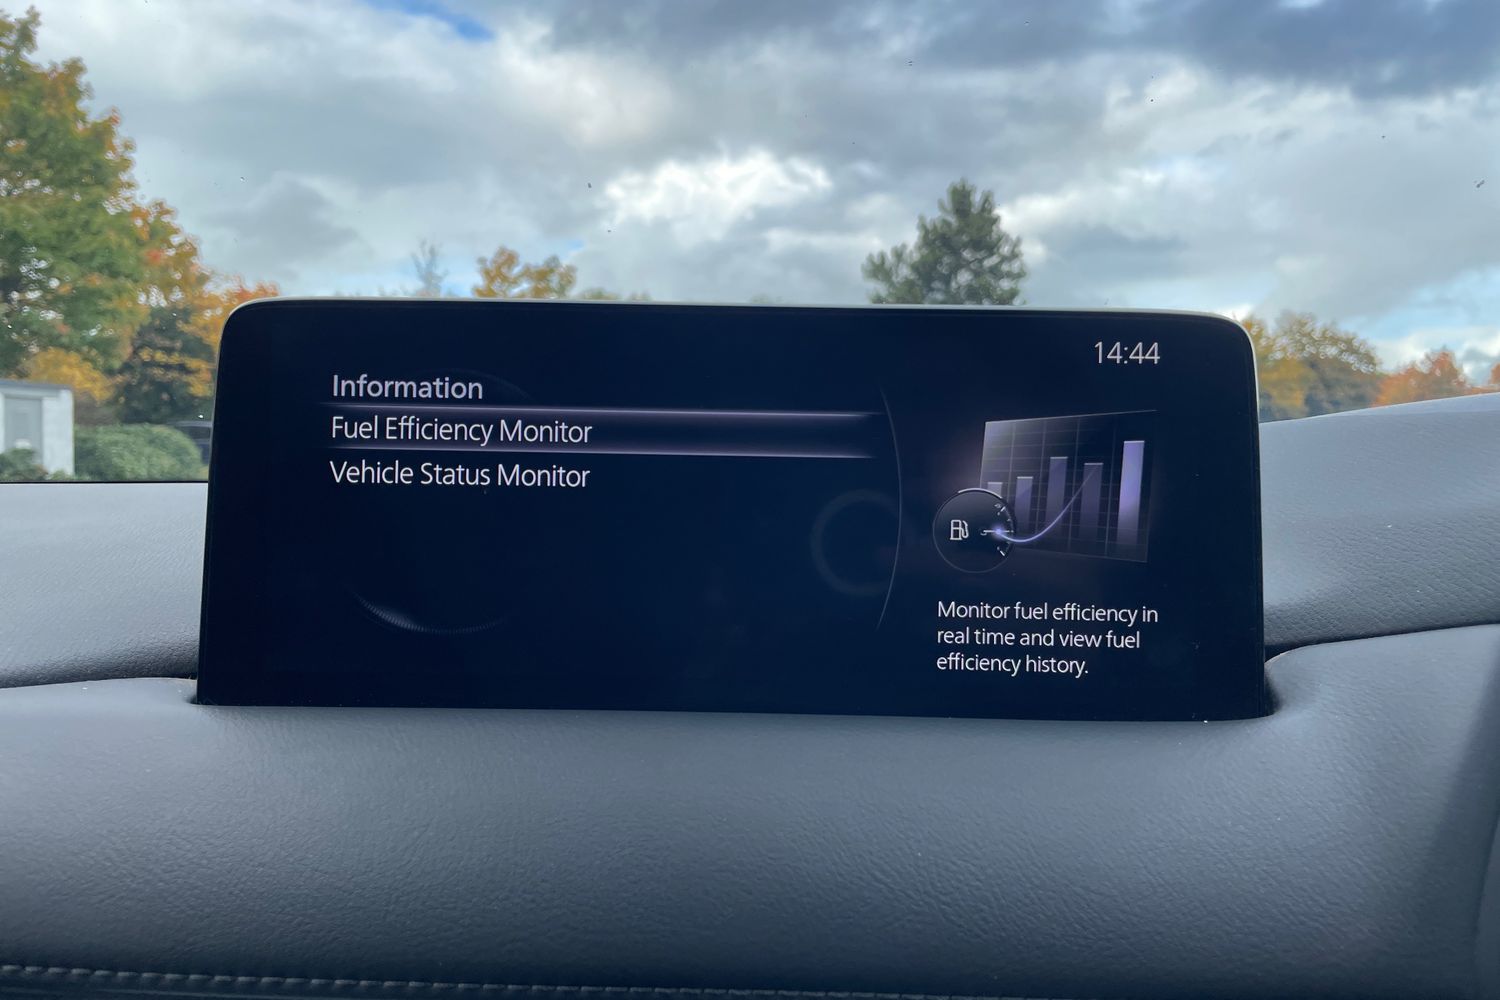 14:44
Information
Fuel Efficiency Monitor
Vehicle Status Monitor
Monitor fuel efficiency in
real time and view fuel
efficiency history.